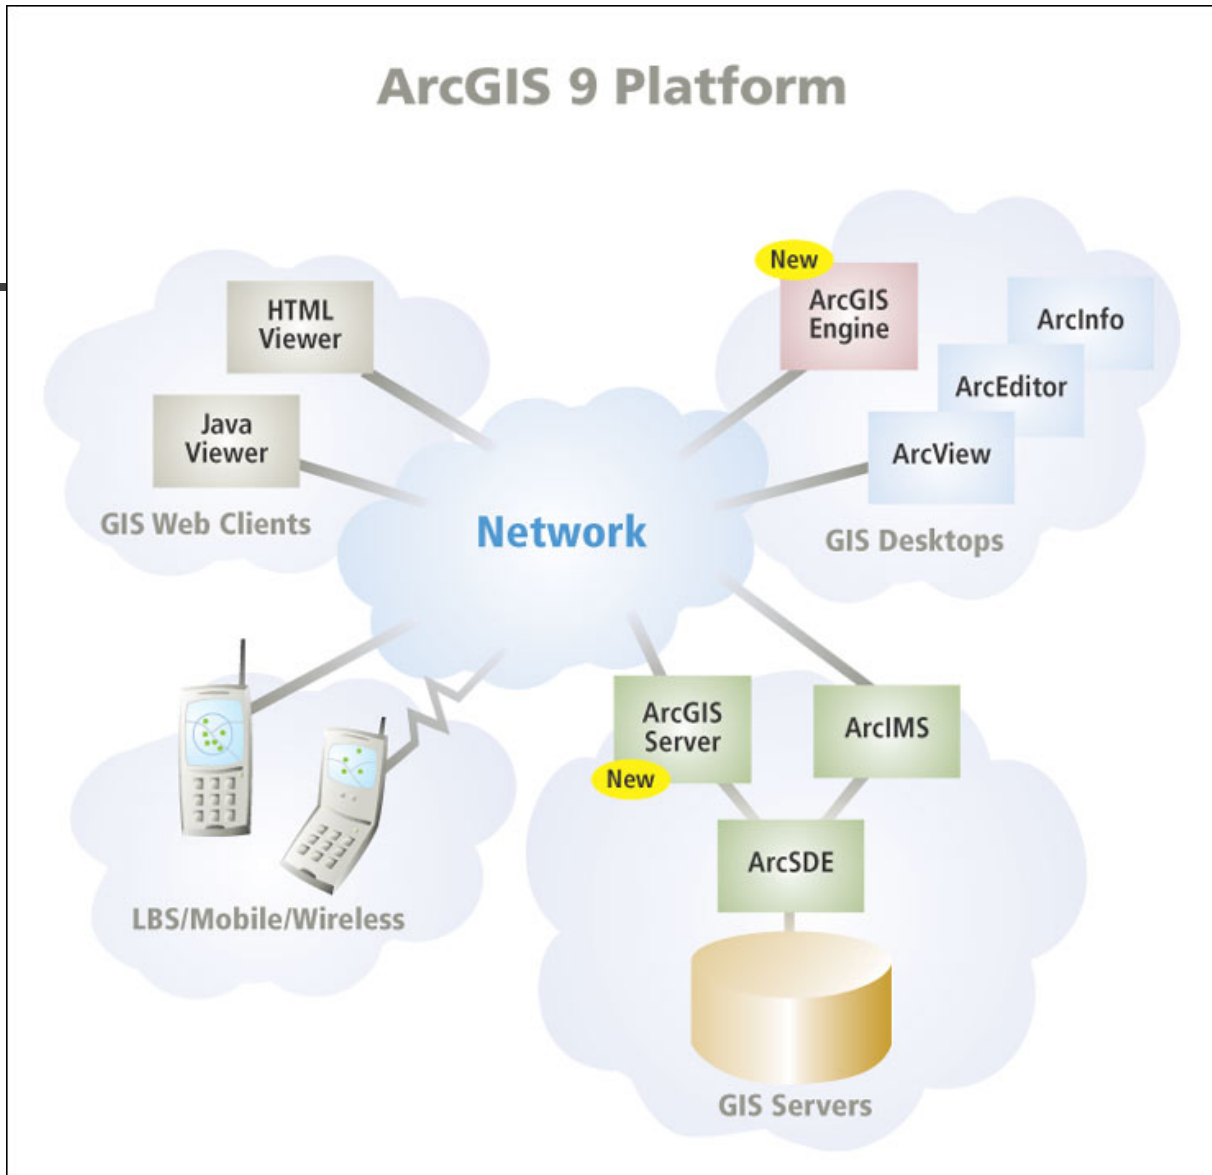 ArcGIS 9 Platform
HTML
Viewer
Java
Viewer
GIS Web Clients
New
ArcGIS
Engine
ArcInfo
ArcEditor
ArcView
GIS Desktops
Network
LBS/Mobile/Wireless
ArcGIS
Server
New
ArcIMS
ArcSDE
GIS Servers